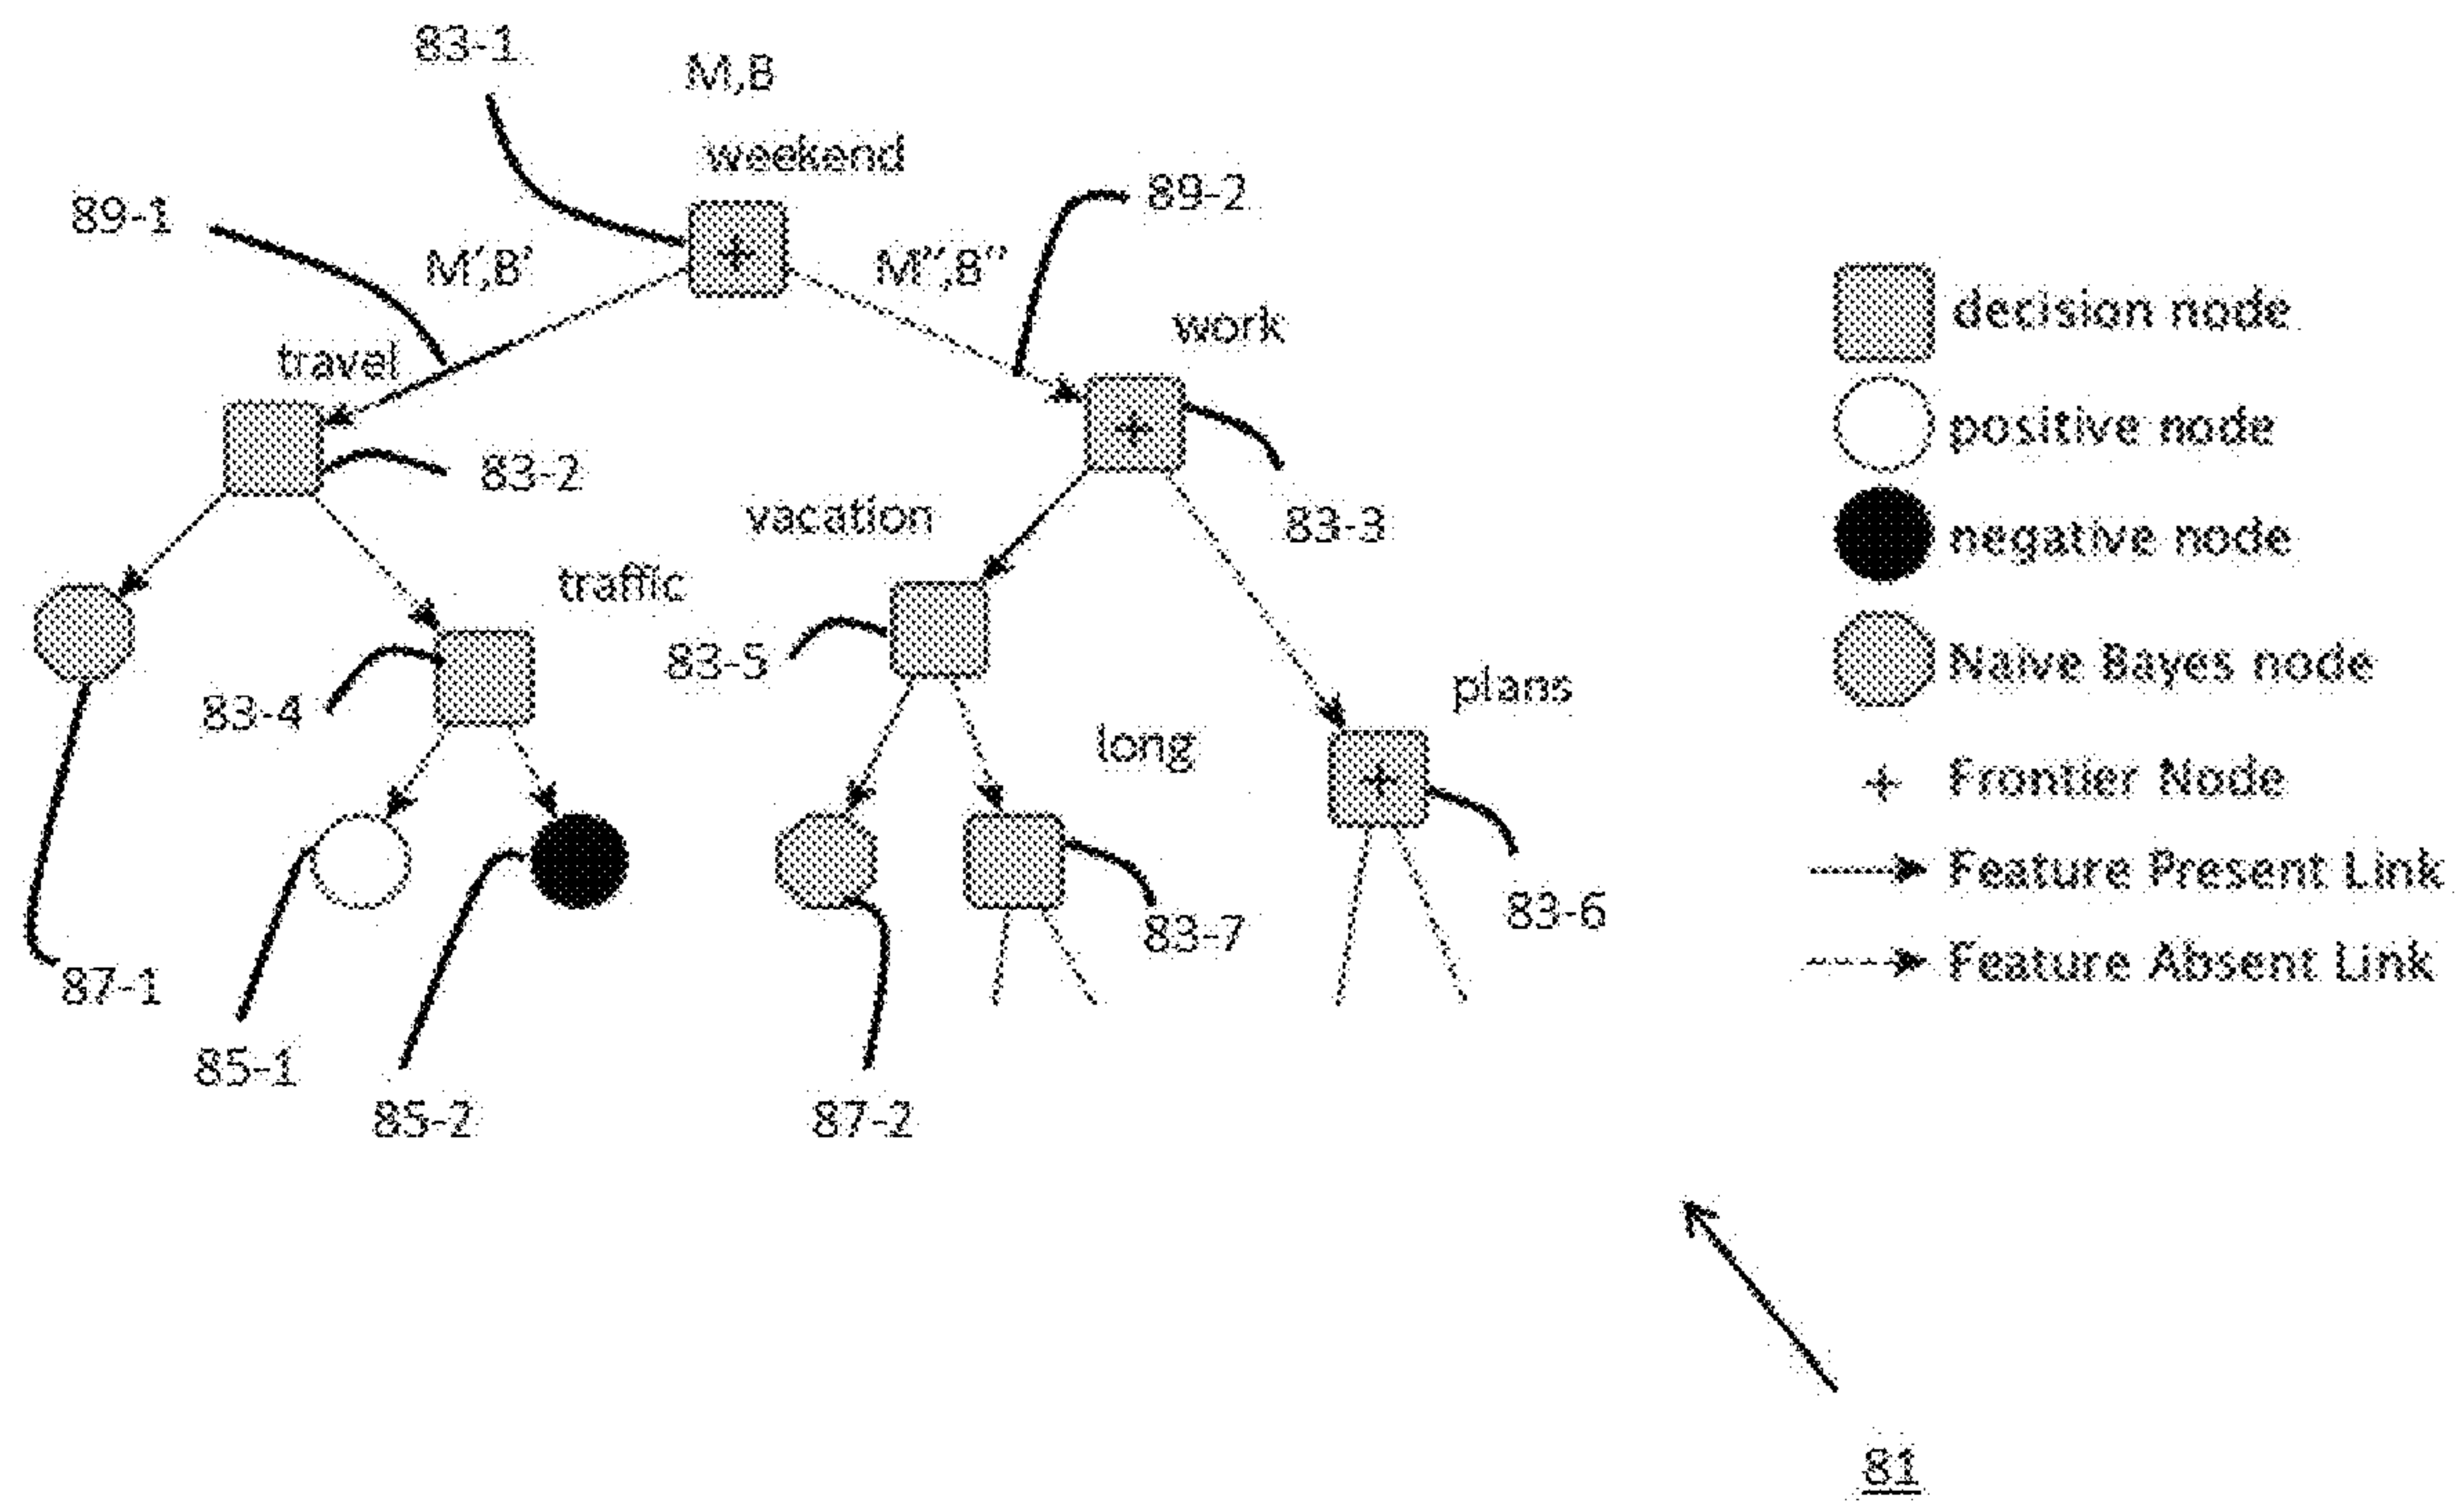 83-1
M,B
weekend
89-1
89-2
M',B'
M'',B''
work
travel
83-2
vacation
83-3
traffic
83-5
83-4
plans
long
83-6
83-7
87-1
85-1
85-2
87-2
decision node
positive node
negative node
Naïve Bayes node
+ Frontier Node
Feature Present Link
Feature Absent Link
81